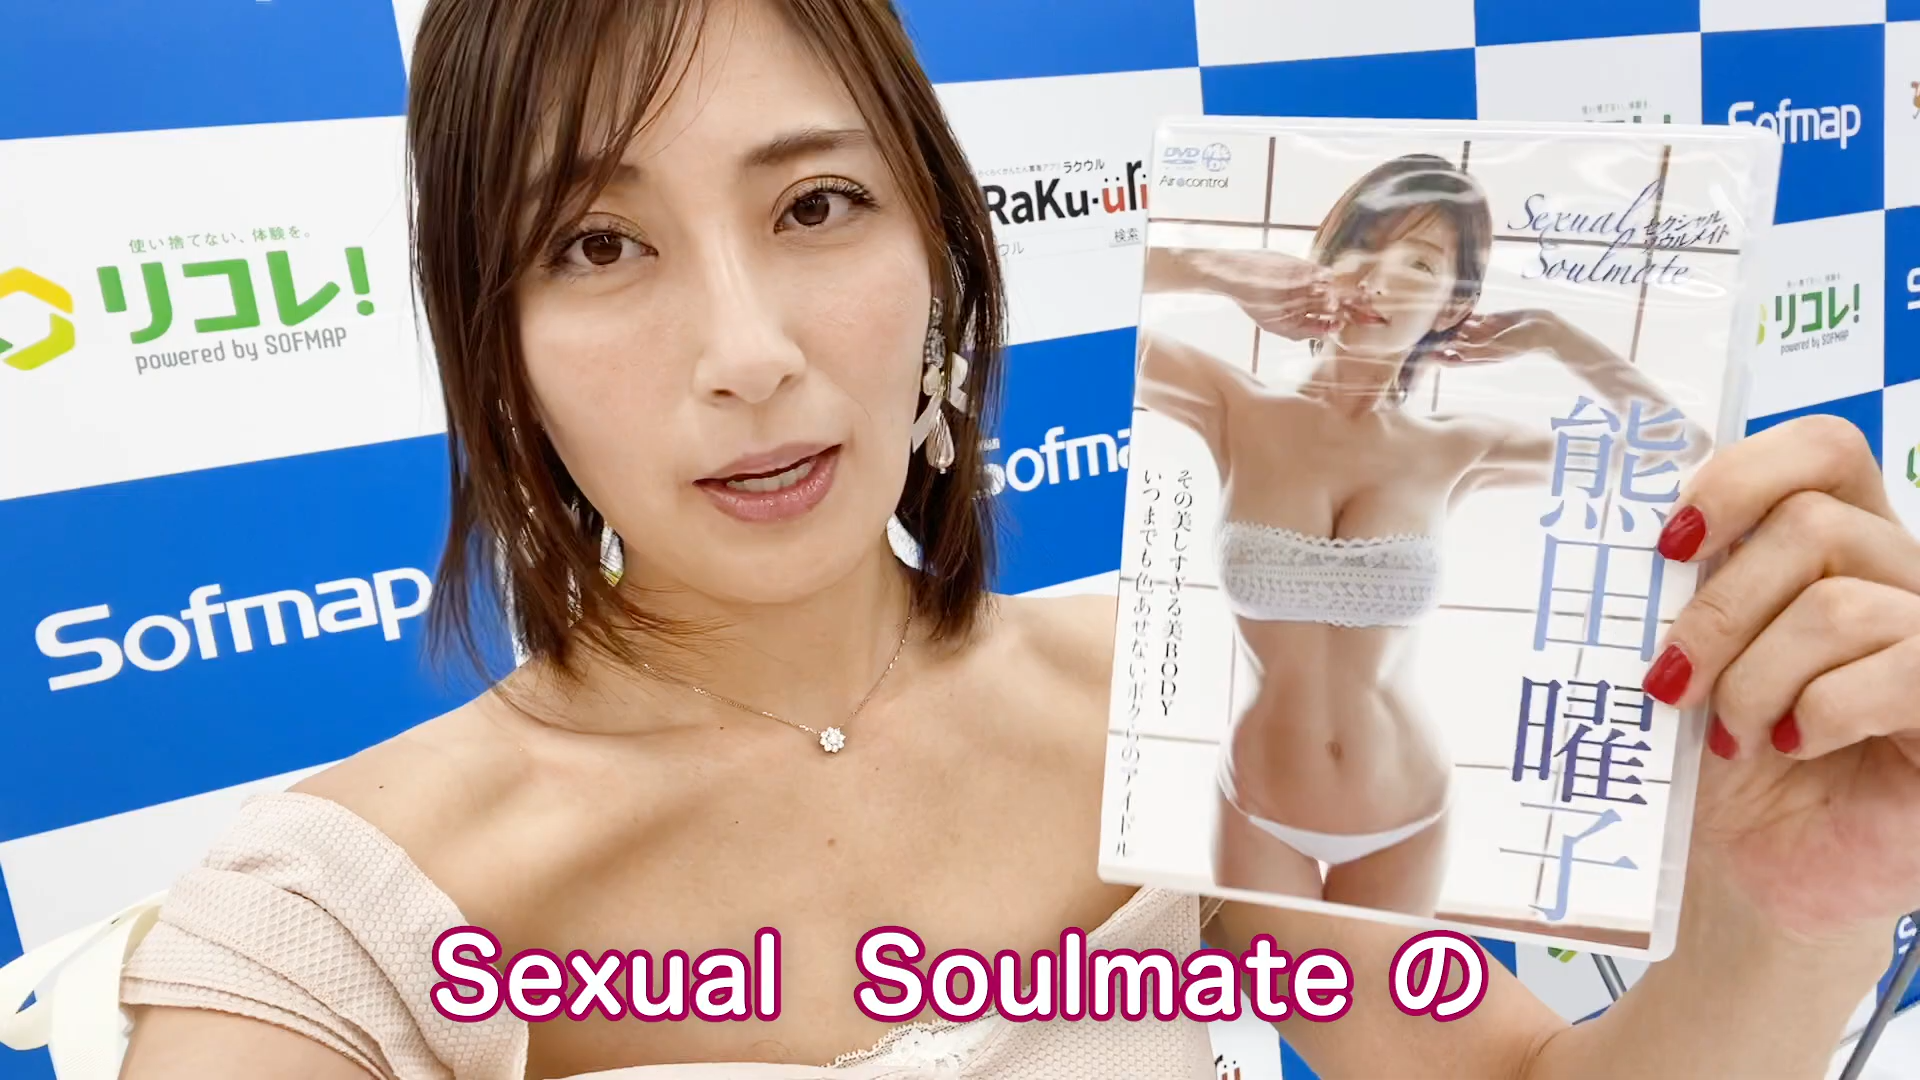 使い捨てない、体験を。
リコレ!
powered by SOFMAP
Sofmap
ラクウル
RaKu-uri
検索
Sofmap
リコレ!
powered by SOFMAP
Sofma
DVD
Air control
Sexual
Soulmate
セクシャル
ソウルメイト
熊田曜子
その美しすぎる美BODY
いつまでも色あせないボクらのアイドル
Sexual Soulmate の